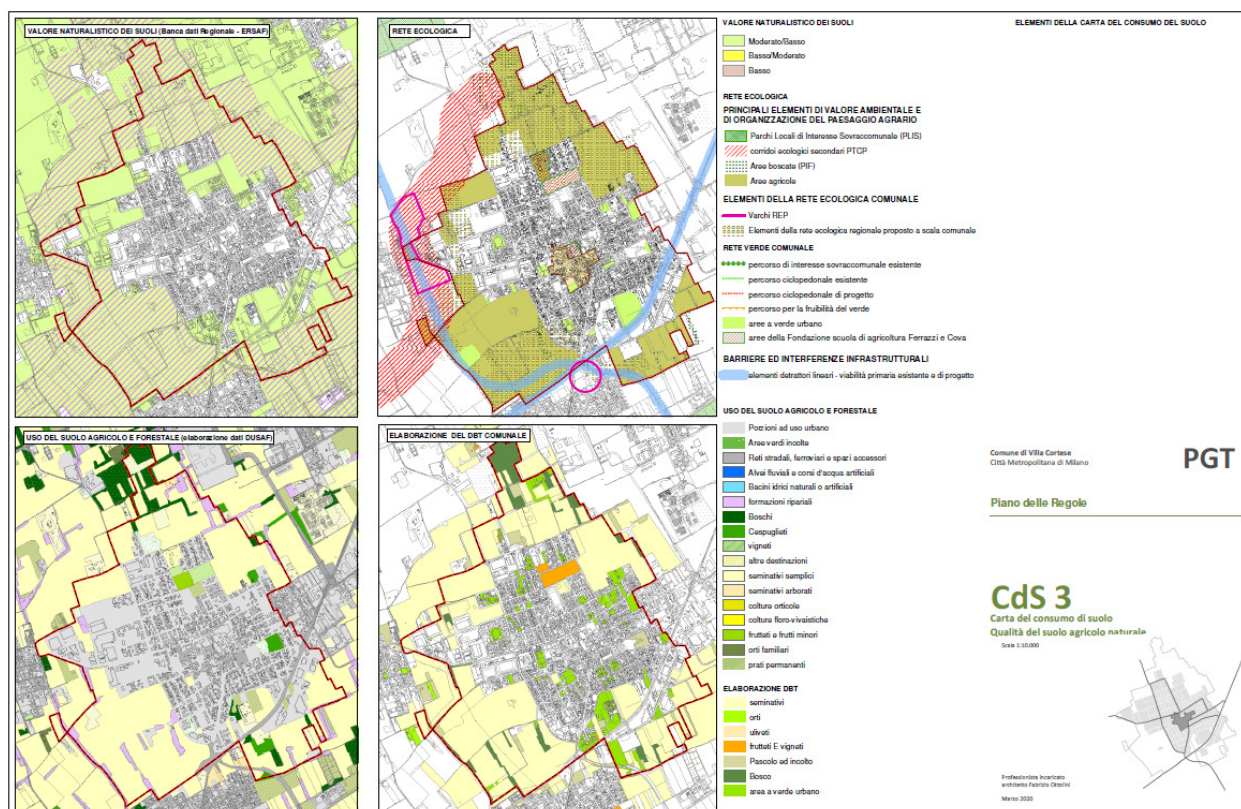 VALORE NATURALISTICO DEI SUOLI (Banca dati Regionale - ERSAF)
RETE ECOLOGICA
USO DEL SUOLO AGRICOLO E FORESTALE (elaborazione dati DUSAF)
ELABORAZIONE DEL DBT COMUNALE
VALORE NATURALISTICO DEI SUOLI
Moderato/Basso
Basso/Moderato
Basso
RETE ECOLOGICA
PRINCIPALI ELEMENTI DI VALORE AMBIENTALE E
DI ORGANIZZAZIONE DEL PAESAGGIO AGRARIO
Parchi Locali di Interesse Sovraccomunale (PLIS)
corridoi ecologici secondari PTCP
Aree boscate (PIF)
Aree agricole
ELEMENTI DELLA RETE ECOLOGICA COMUNALE
Varchi REP
Elementi della rete ecologica regionale proposto a scala comunale
RETE VERDE COMUNALE
percorso di interesse sovraccomunale esistente
percorso ciclopedonale esistente
percorso ciclopedonale di progetto
percorso per la fruibilità del verde
aree a verde urbano
aree della Fondazione scuola di agricoltura Ferrazzi e Cova
BARRIERE ED INTERFERENZE INFRASTRUTTURALI
elementi detrattori lineari - viabilità primaria esistente e di progetto
USO DEL SUOLO AGRICOLO E FORESTALE
Porzioni ad uso urbano
Aree verdi incolte
Reti stradali, ferroviari e spazi accessori
Alvei fluviali e corsi d'acqua artificiali
Bacini idrici naturali o artificiali
formazioni ripariali
Boschi
Cespuglieti
vigneti
altre destinazioni
seminativi semplici
seminativi arborati
colture orticole
colture floro-vivaistiche
frutteti e frutti minori
orti familiari
prati permanenti
ELABORAZIONE DBT
seminativi
orti
uliveti
frutteti E vigneti
Pascolo ed incolto
Bosco
area a verde urbano
ELEMENTI DELLA CARTA DEL CONSUMO DEL SUOLO
Comune di Villa Cortese
Città Metropolitana di Milano
PGT
Piano delle Regole
CdS 3
Carta del consumo di suolo
Qualità del suolo agricolo naturale
Scala 1:10.000
Professionista incaricato
architetto Fabrizio Ottolini
Marzo 2020